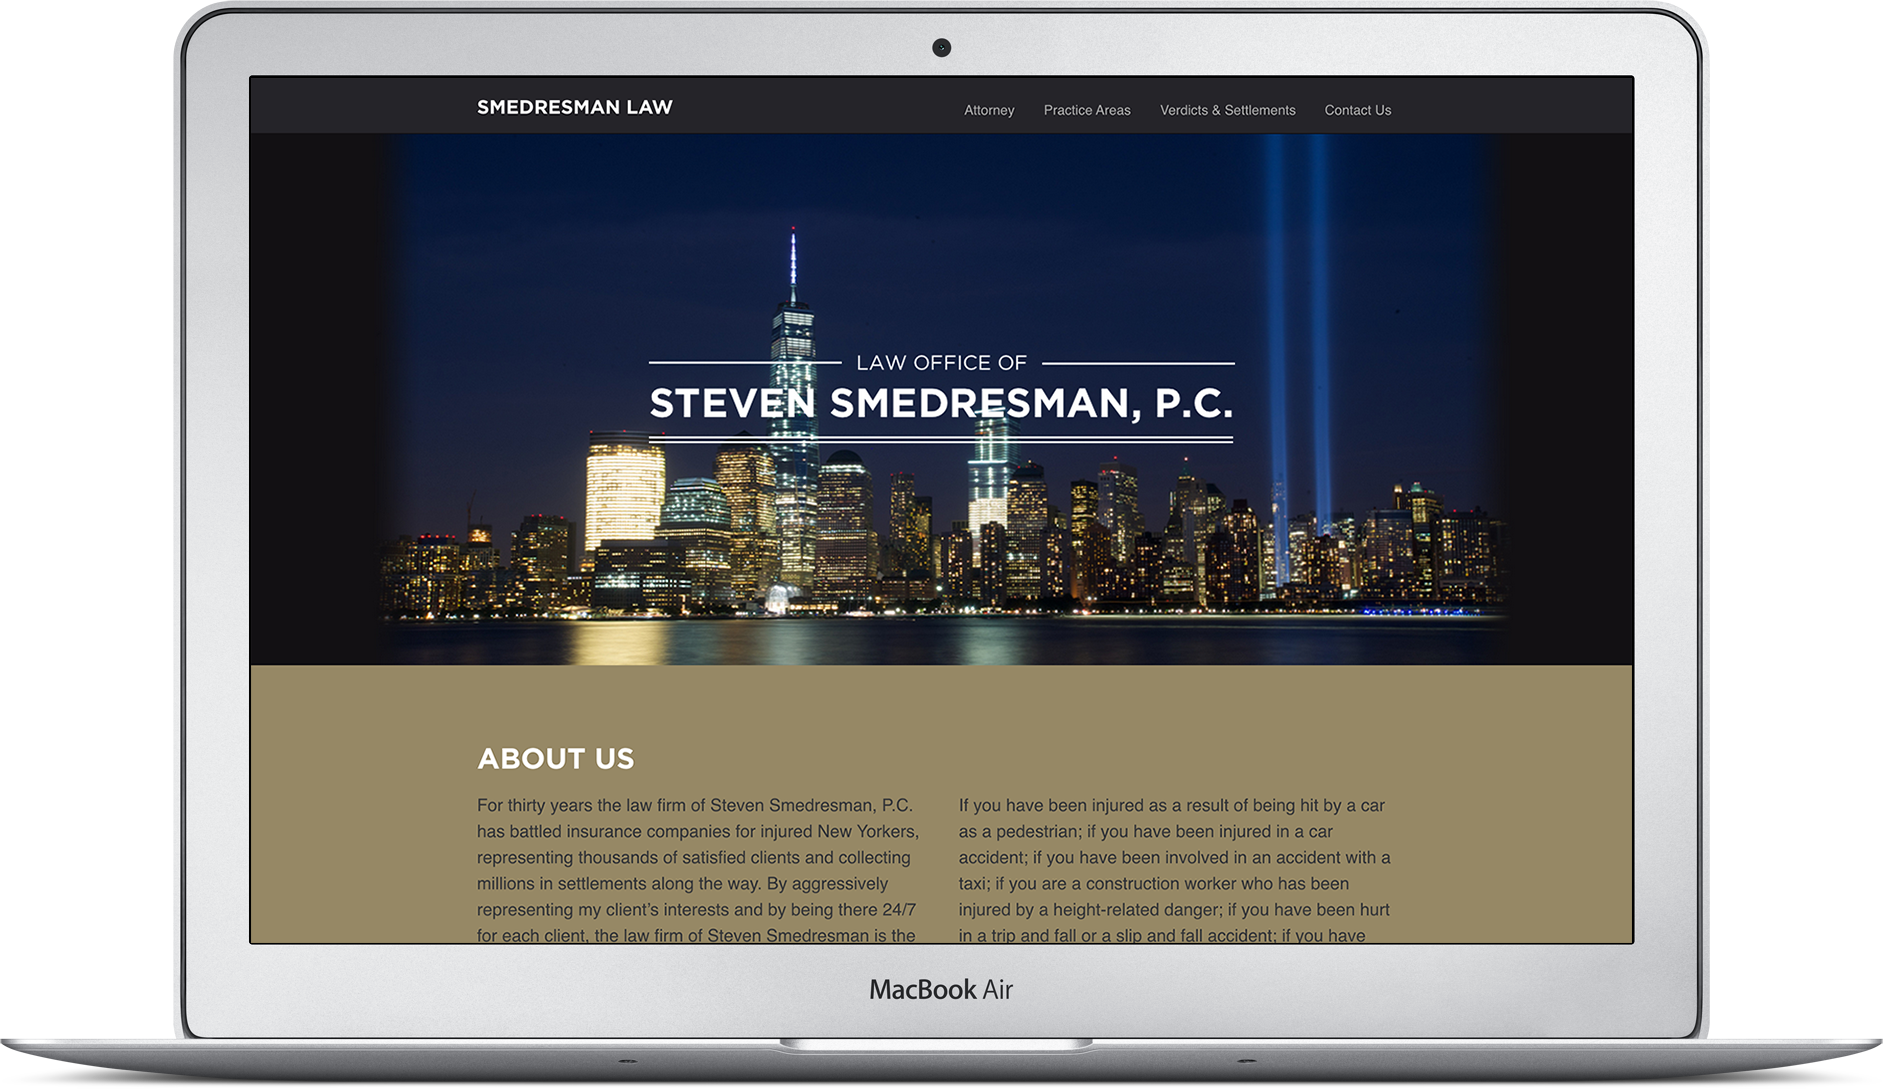 SMEDRESMAN LAW
Attorney Practice Areas Verdicts & Settlements Contact Us
LAW OFFICE OF
STEVEN SMEDRESMAN, P.C.
ABOUT US
For thirty years the law firm of Steven Smedresman, P.C.
has battled insurance companies for injured New Yorkers,
representing thousands of satisfied clients and collecting
millions in settlements along the way. By aggressively
representing my client’s interests and by being there 24/7
for each client, the law firm of Steven Smedresman is the
If you have been injured as a result of being hit by a car
as a pedestrian; if you have been injured in a car
accident; if you have been involved in an accident with a
taxi; if you are a construction worker who has been
injured by a height-related danger; if you have been hurt
in a trip and fall or a slip and fall accident; if you have
MacBook Air